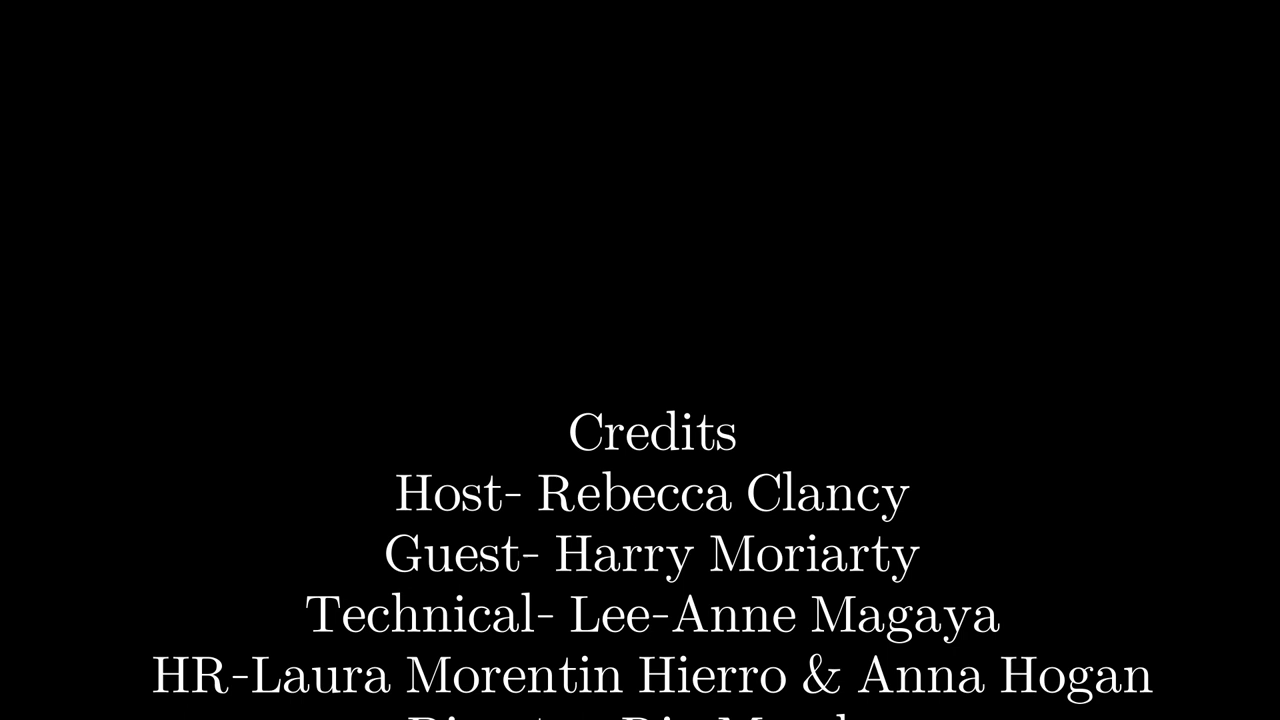 Credits
Host- Rebecca Clancy
Guest- Harry Moriarty
Technical- Lee-Anne Magaya
HR-Laura Morentin Hierro & Anna Hogan